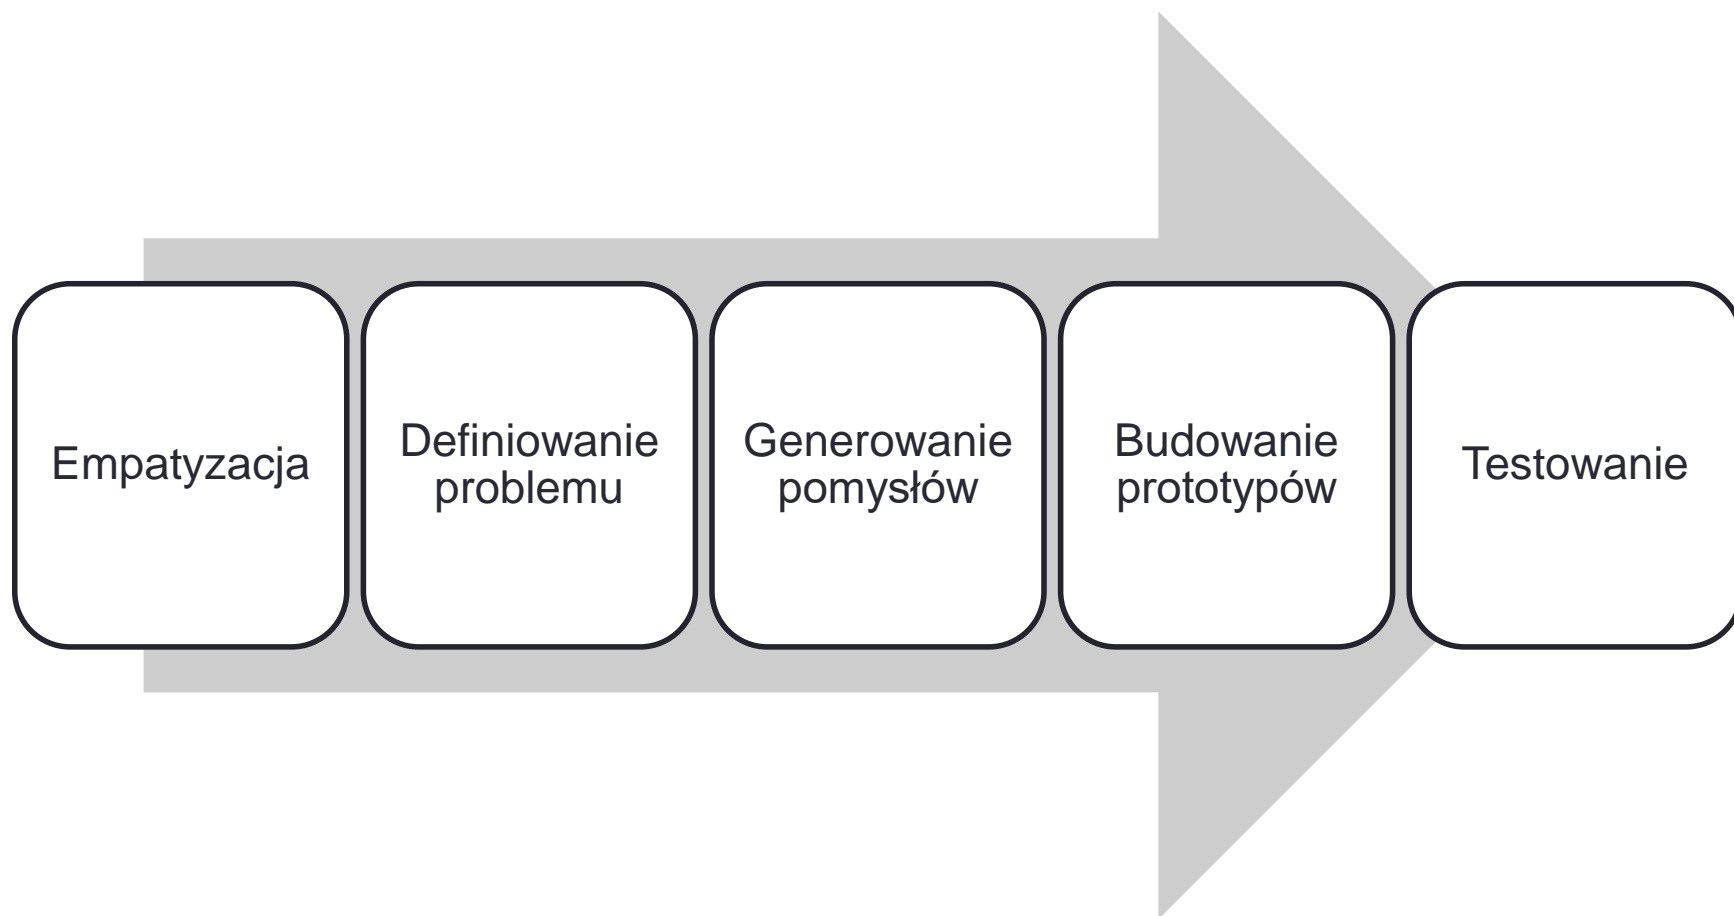 Empatyzacja
Definiowanie
problemu
Generowanie
pomysłów
Budowanie
prototypów
Testowanie